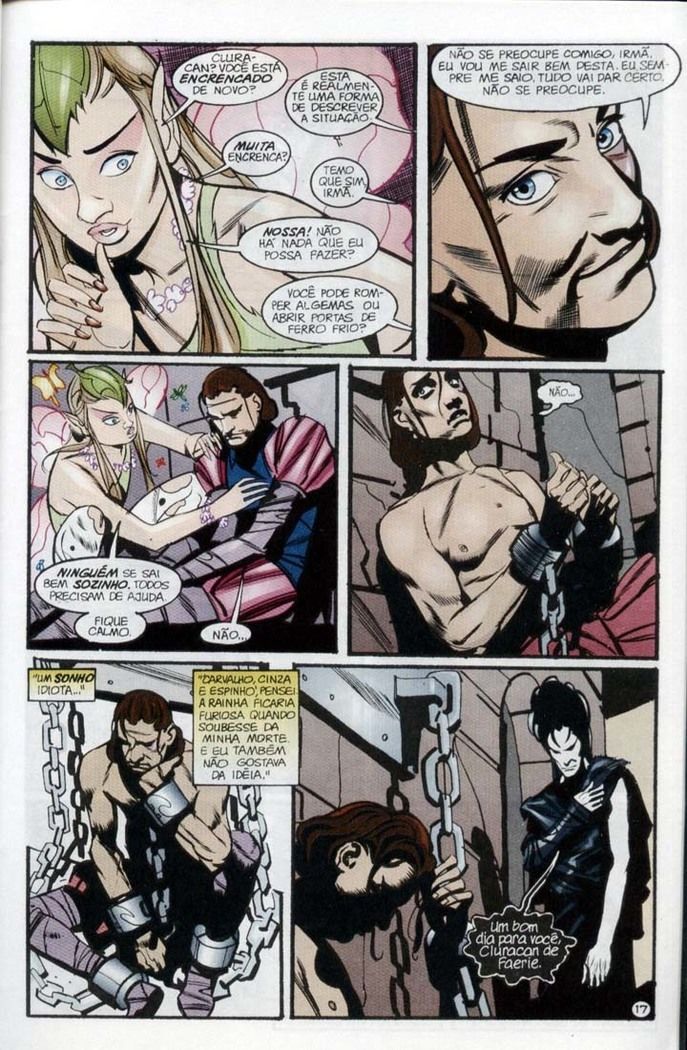 CLURA-
CAN? VOCÊ ESTÁ
ENCRENCADO
DE NOVO?
ESTA
É REALMEN-
TE UMA FORMA
DE DESCREVER
A SITUAÇÃO.
MUITA
ENCRENCA?
TEMO
QUE SIM,
IRMÃ.
NOSSA! NÃO
HÁ NADA QUE EU
POSSA FAZER?
VOCÊ PODE ROM-
PER ALGEMAS OU
ABRIR PORTAS DE
FERRO FRIO?
NÃO SE PREOCUPE COMIGO, IRMÃ,
EU VOU ME SAIR BEM DESTA. EU SEM-
PRE ME SAIO. TUDO VAI DAR CERTO.
NÃO SE PREOCUPE.
NINGUÉM SE SAI
BEM SOZINHO. TODOS
PRECISAM DE AJUDA.
FIQUE
CALMO.
NÃO...
NÃO...
"UM SONHO
IDIOTA..."
"'CARVALHO, CINZA
E ESPINHO', PENSEI.
A RAINHA FICARIA
FURIOSA QUANDO
SOUBESSE DA
MINHA MORTE.
E EU TAMBÉM
NÃO GOSTAVA
DA IDÉIA."
Um bom
dia para você,
Cluracan de
Faerie.
17